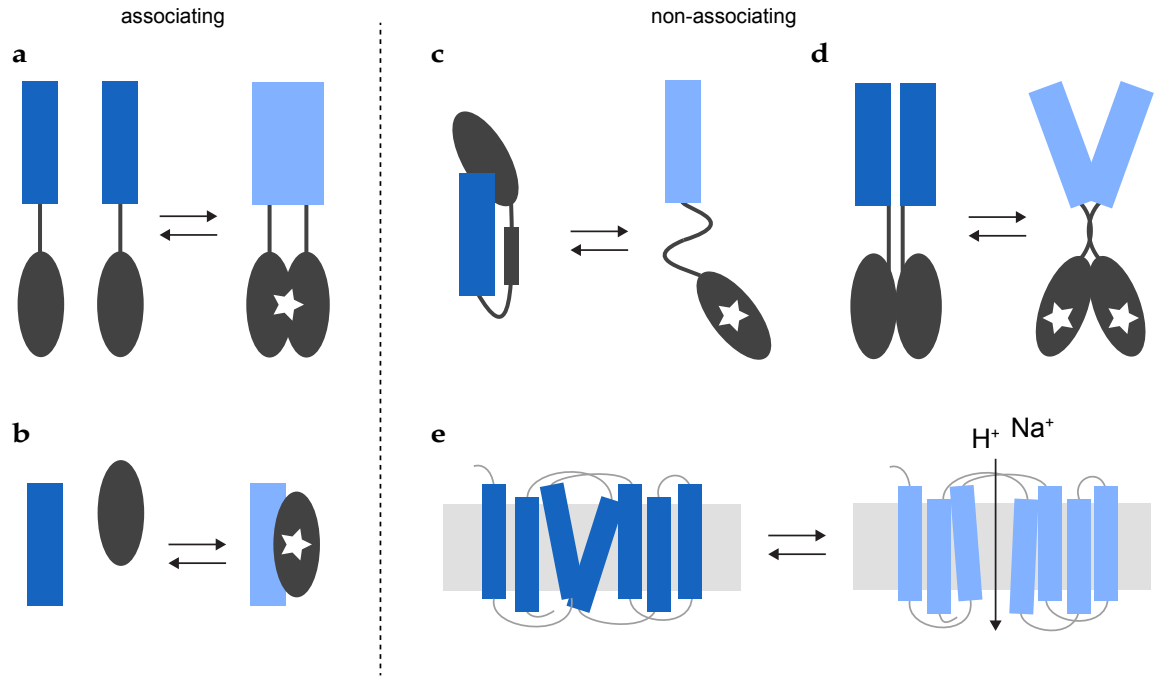 associating
non-associating
a
c
d
b
e
H⁺ Na⁺